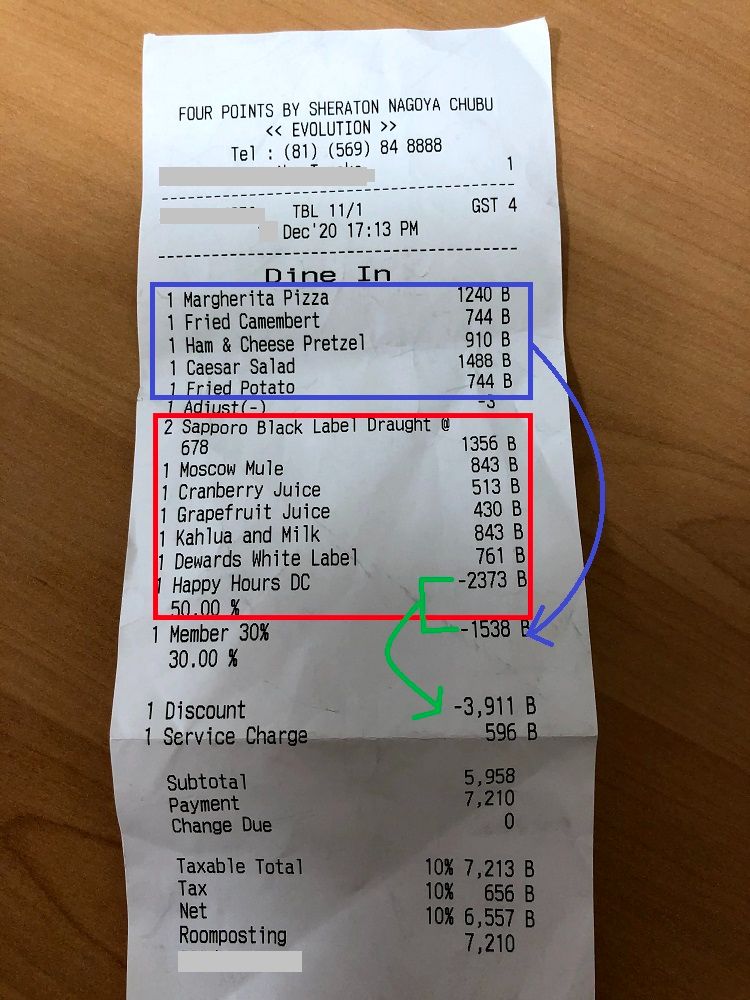 FOUR POINTS BY SHERATON NAGOYA CHUBU
<< EVOLUTION >>
Tel : (81) (569) 84 8888
1
TBL 11/1 GST 4
Dec'20 17:13 PM
Dine In
1 Margherita Pizza 1240 B
1 Fried Camembert 744 B
1 Ham & Cheese Pretzel 910 B
1 Caesar Salad 1488 B
1 Fried Potato 744 B
1 Adjust(-) -3
2 Sapporo Black Label Draught @
678 1356 B
1 Moscow Mule 843 B
1 Cranberry Juice 513 B
1 Grapefruit Juice 430 B
1 Kahlua and Milk 843 B
1 Dewards White Label 761 B
1 Happy Hours DC -2373 B
50.00 %
1 Member 30% -1538 B
30.00 %
1 Discount -3,911 B
1 Service Charge 596 B
Subtotal 5,958
Payment 7,210
Change Due 0
Taxable Total 10% 7,213 B
Tax 10% 656 B
Net 10% 6,557 B
Roomposting 7,210